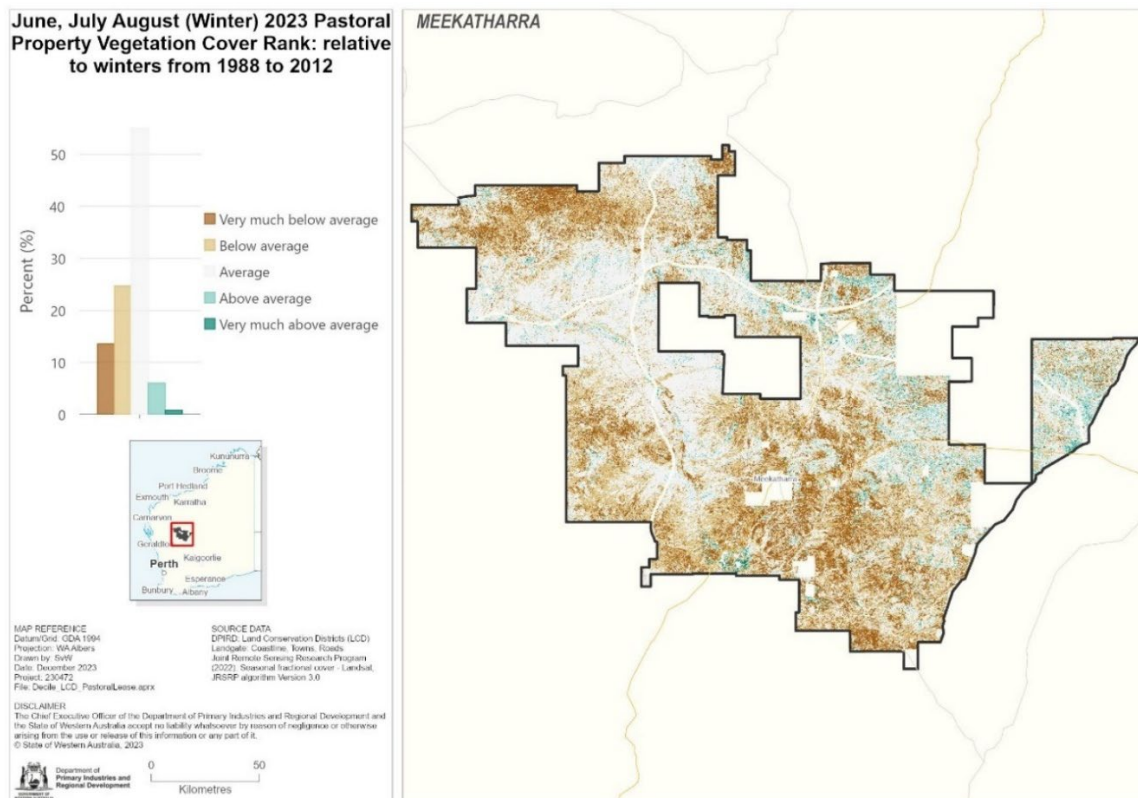 June, July August (Winter) 2023 Pastoral
Property Vegetation Cover Rank: relative
to winters from 1988 to 2012
50
40
30
20
10
0
Percent (%)
Very much below average
Below average
Average
Above average
Very much above average
Kununurra
Broome
Port Hedland
Exmouth
Karratha
Carnarvon
Geraldton
Kalgoorlie
Perth
Esperance
Bunbury
Albany
MAP REFERENCE
Datum/Grid: GDA 1994
Projection: WA Albers
Drawn by: SvW
Date: December 2023
Project: 230472
File: Decile_LCD_PastoralLease.aprx
SOURCE DATA
DPIRD: Land Conservation Districts (LCD)
Landgate: Coastline, Towns, Roads
Joint Remote Sensing Research Program
(2022). Seasonal fractional cover - Landsat,
JRSRP algorithm Version 3.0
DISCLAIMER
The Chief Executive Officer of the Department of Primary Industries and Regional Development and
the State of Western Australia accept no liability whatsoever by reason of negligence or otherwise
arising from the use or release of this information or any part of it.
© State of Western Australia, 2023
Department of
Primary Industries and
Regional Development
0 50
Kilometres
MEEKATHARRA
Meekatharra